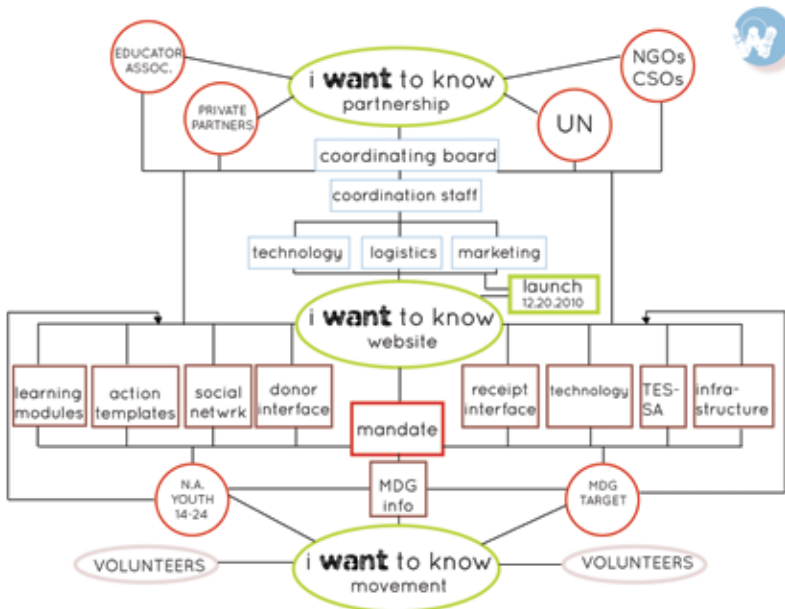 EDUCATOR
ASSOC.
i want to know
partnership
NGOs
CSOs
PRIVATE
PARTNERS
UN
coordinating board
coordination staff
technology
logistics
marketing
launch
12.20.2010
i want to know
website
learning
modules
action
templates
social
netwrk
donor
interface
mandate
receipt
interface
technology
TES-
SA
infra-
structure
N.A.
YOUTH
14-24
MDG
info
MDG
TARGET
VOLUNTEERS
i want to know
movement
VOLUNTEERS
W